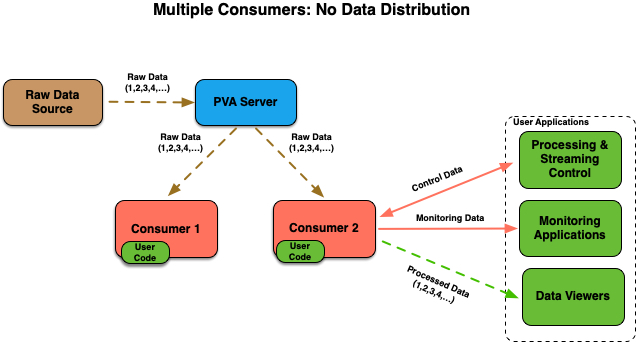 Multiple Consumers: No Data Distribution
Raw Data
Source
Raw Data
(1,2,3,4,...)
PVA Server
Raw Data
(1,2,3,4,...)
Raw Data
(1,2,3,4,...)
Consumer 1
User
Code
Consumer 2
User
Code
Control Data
Monitoring Data
Processed Data
(1,2,3,4,...)
User Applications
Processing &
Streaming
Control
Monitoring
Applications
Data Viewers